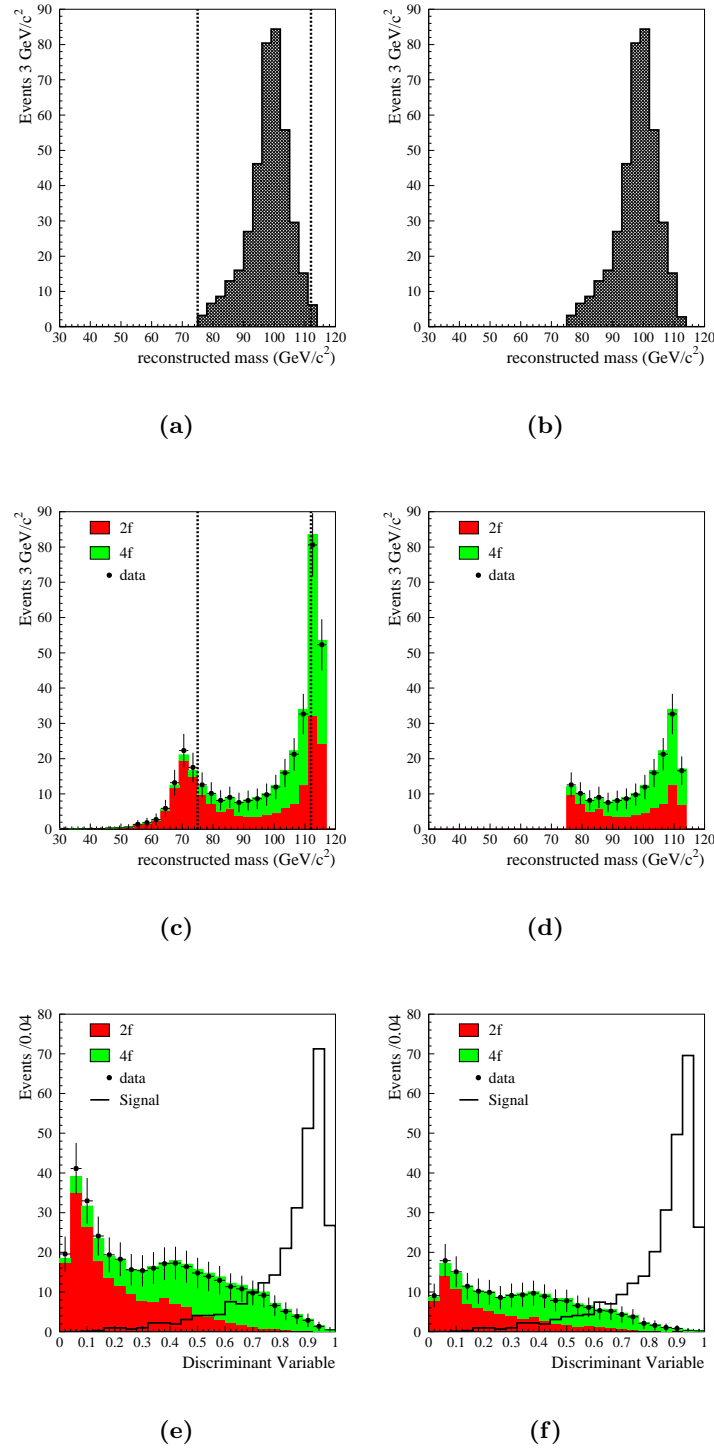 Events 3 GeV/c²
90
80
70
60
50
40
30
20
10
0
30 40 50 60 70 80 90 100 110 120
reconstructed mass (GeV/c²)
(a)
Events 3 GeV/c²
90
80
70
60
50
40
30
20
10
0
30 40 50 60 70 80 90 100 110 120
reconstructed mass (GeV/c²)
(b)
Events 3 GeV/c²
90
80
70
60
50
40
30
20
10
0
2f
4f
data
30 40 50 60 70 80 90 100 110 120
reconstructed mass (GeV/c²)
(c)
Events 3 GeV/c²
90
80
70
60
50
40
30
20
10
0
2f
4f
data
30 40 50 60 70 80 90 100 110 120
reconstructed mass (GeV/c²)
(d)
Events /0.04
80
70
60
50
40
30
20
10
0
2f
4f
data
Signal
0 0.1 0.2 0.3 0.4 0.5 0.6 0.7 0.8 0.9 1
Discriminant Variable
(e)
Events /0.04
80
70
60
50
40
30
20
10
0
2f
4f
data
Signal
0 0.1 0.2 0.3 0.4 0.5 0.6 0.7 0.8 0.9 1
Discriminant Variable
(f)